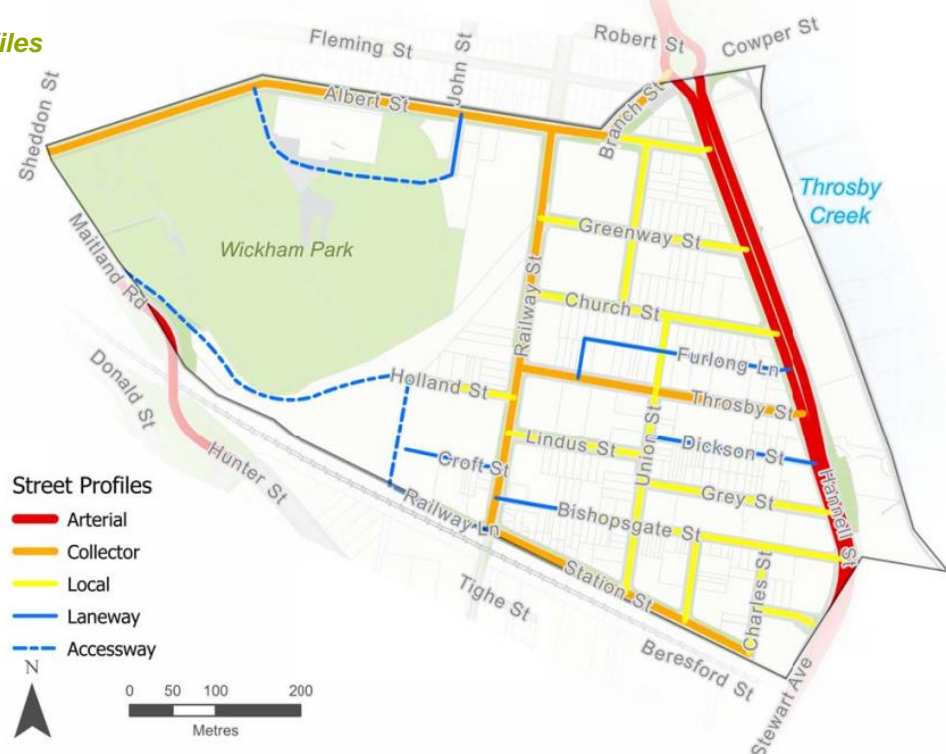 iles
Fleming St
John St
Robert St
Cowper St
Sheddon St
Albert St
Branch St
Throsby
Creek
Wickham Park
Greenway St
Maitland Rd
Railway St
Church St
Furlong Ln
Donald St
Holland St
Throsby St
Union St
Lindus St
Dickson St
Hunter St
Croft St
Grey St
Hannell St
Railway Ln
Bishopsgate St
Station St
Charles St
Tighe St
Beresford St
Stewart Ave
Street Profiles
Arterial
Collector
Local
Laneway
Accessway
N
0 50 100 200
Metres